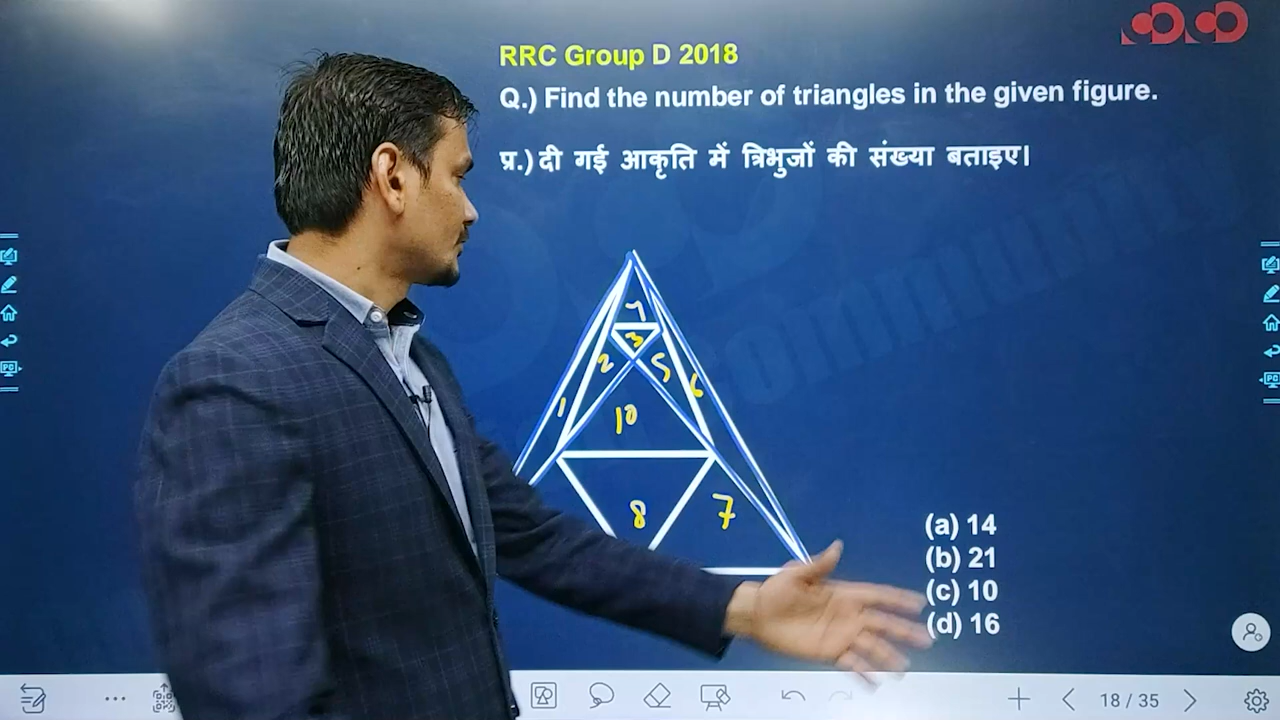 RRC Group D 2018
Q.) Find the number of triangles in the given figure.
प्र.) दी गई आकृति में त्रिभुजों की संख्या बताइए।
4
3
2
5
1
6
10
8
7
(a) 14
(b) 21
(c) 10
(d) 16
18 / 35